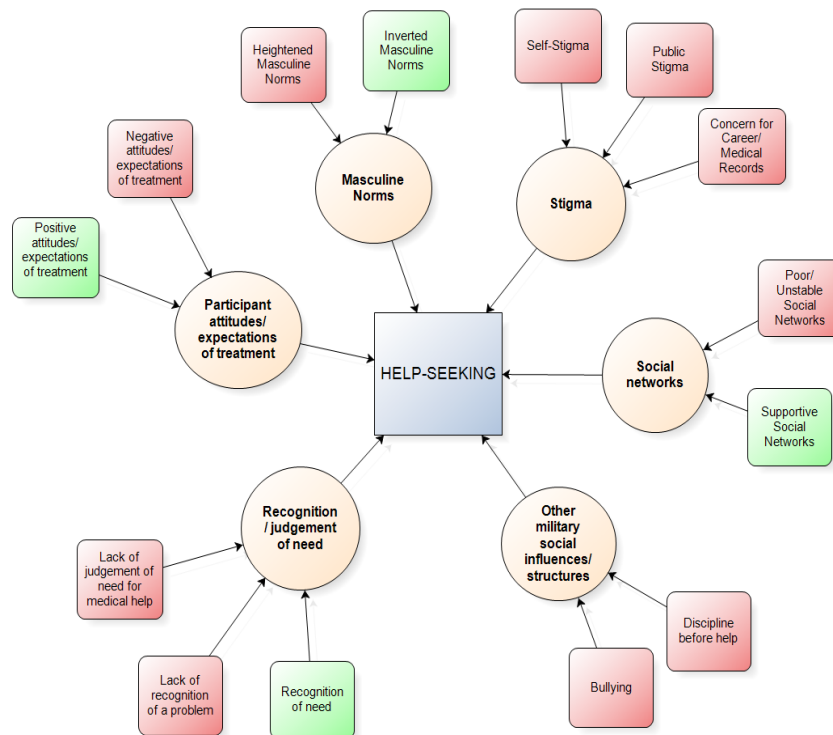 Heightened
Masculine
Norms
Inverted
Masculine
Norms
Self-Stigma
Public
Stigma
Concern for
Career/
Medical
Records
Negative
attitudes/
expectations
of treatment
Masculine
Norms
Stigma
Positive
attitudes/
expectations
of treatment
Participant
attitudes/
expectations
of treatment
Poor/
Unstable
Social
Networks
HELP-SEEKING
Social
networks
Supportive
Social
Networks
Recognition
/ judgement
of need
Other
military
social
influences/
structures
Lack of
judgement of
need for
medical help
Lack of
recognition
of a problem
Recognition
of need
Bullying
Discipline
before help